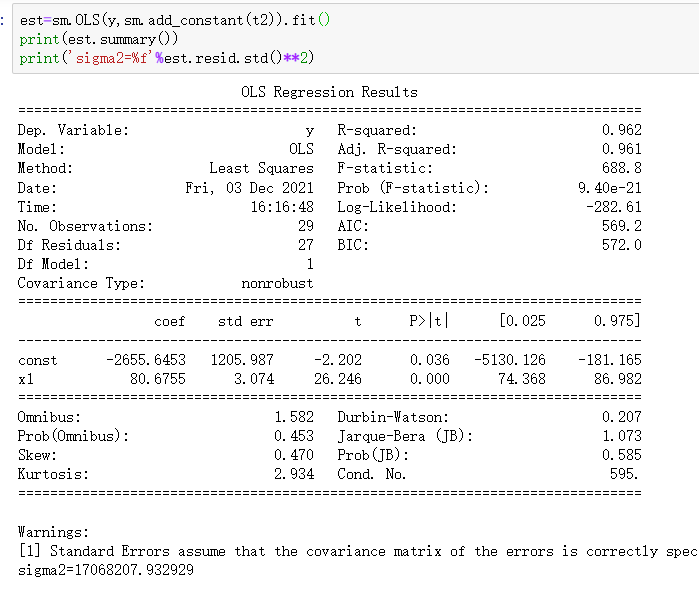 :
est=sm.OLS(y,sm.add_constant(t2)).fit()
print(est.summary())
print('sigma2=%f'%est.resid.std()**2)
OLS Regression Results
==============================================================================
Dep. Variable: y R-squared: 0.962
Model: OLS Adj. R-squared: 0.961
Method: Least Squares F-statistic: 688.8
Date: Fri, 03 Dec 2021 Prob (F-statistic): 9.40e-21
Time: 16:16:48 Log-Likelihood: -282.61
No. Observations: 29 AIC: 569.2
Df Residuals: 27 BIC: 572.0
Df Model: 1
Covariance Type: nonrobust
==============================================================================
coef std err t P>|t| [0.025 0.975]
------------------------------------------------------------------------------
const -2655.6453 1205.987 -2.202 0.036 -5130.126 -181.165
x1 80.6755 3.074 26.246 0.000 74.368 86.982
==============================================================================
Omnibus: 1.582 Durbin-Watson: 0.207
Prob(Omnibus): 0.453 Jarque-Bera (JB): 1.073
Skew: 0.470 Prob(JB): 0.585
Kurtosis: 2.934 Cond. No. 595.
==============================================================================
Warnings:
[1] Standard Errors assume that the covariance matrix of the errors is correctly spec
sigma2=17068207.932929